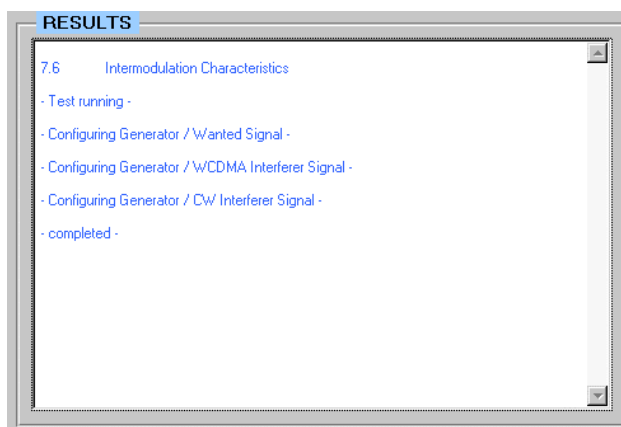 RESULTS
7.6 Intermodulation Characteristics
- Test running -
- Configuring Generator / Wanted Signal -
- Configuring Generator / WCDMA Interferer Signal -
- Configuring Generator / CW Interferer Signal -
- completed -